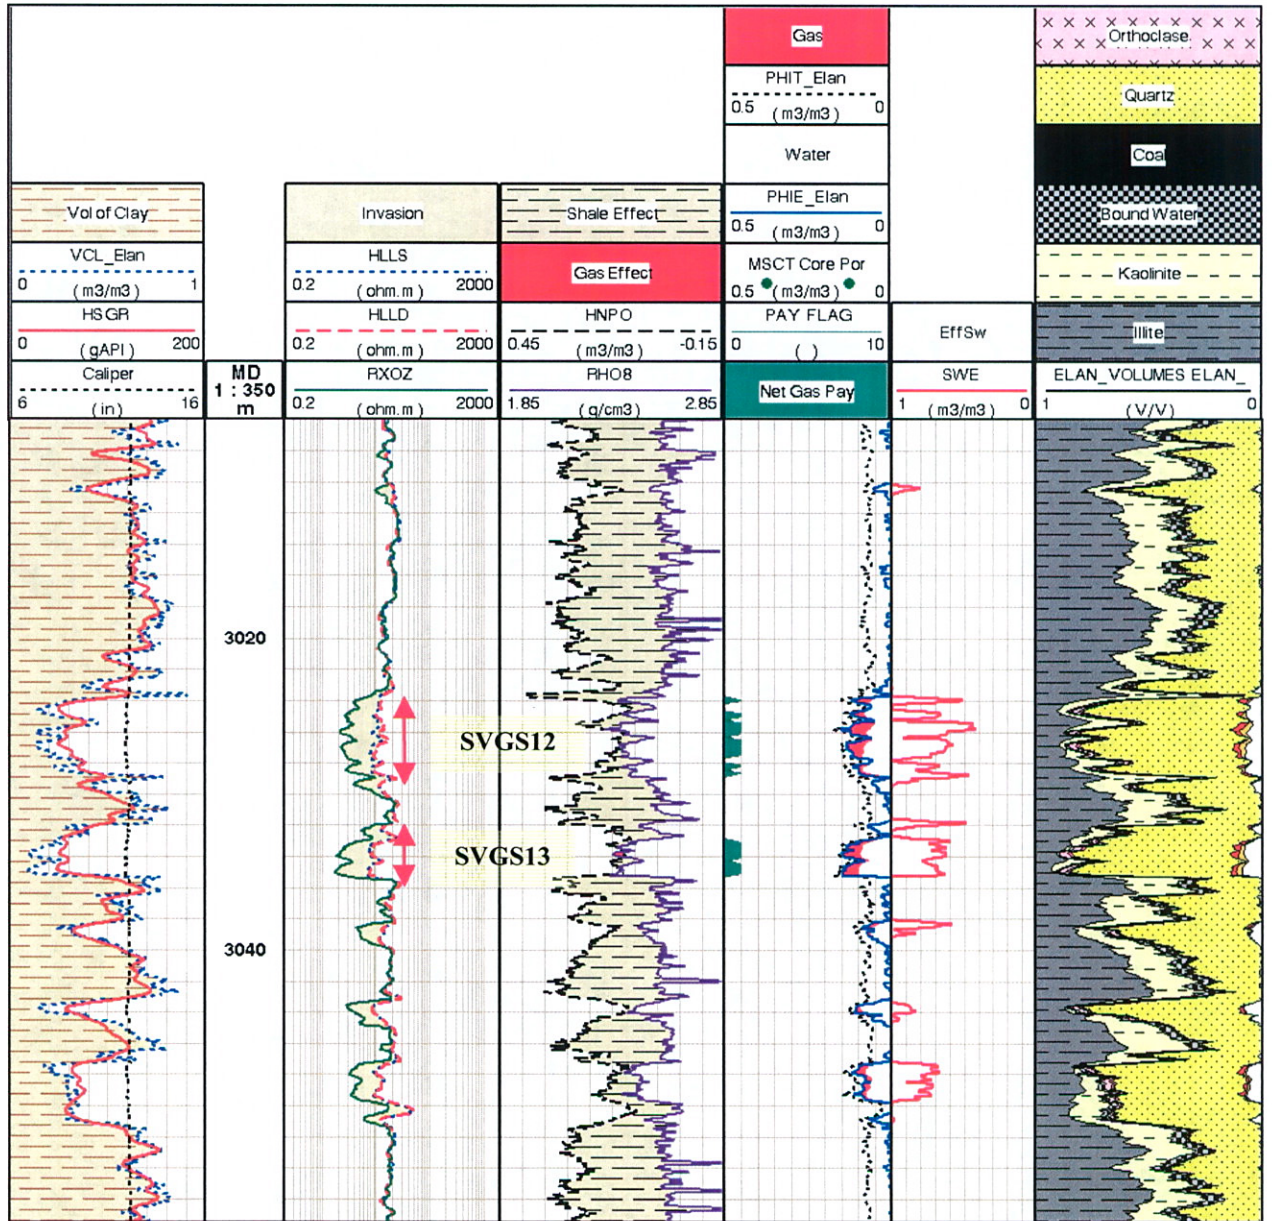 Gas
Orthoclase
PHIT_Elan
0.5 (m3/m3) 0
Quartz
Water
Coal
Vol of Clay
Invasion
Shale Effect
PHIE_Elan
0.5 (m3/m3) 0
Bound Water
VCL_Elan
0 (m3/m3) 1
HLLS
0.2 (ohm.m) 2000
Gas Effect
MSCT Core Por
0.5 (m3/m3) 0
Kaolinite
HSGR
0 (gAPI) 200
HLLD
0.2 (ohm.m) 2000
HNPO
0.45 (m3/m3) -0.15
PAY FLAG
0 ( ) 10
EffSw
Illite
Caliper
6 (in) 16
MD
1 : 350
m
RXOZ
0.2 (ohm.m) 2000
RHO8
1.85 (g/cm3) 2.85
Net Gas Pay
SWE
1 (m3/m3) 0
ELAN_VOLUMES ELAN_
1 (V/V) 0
3020
SVGS12
SVGS13
3040